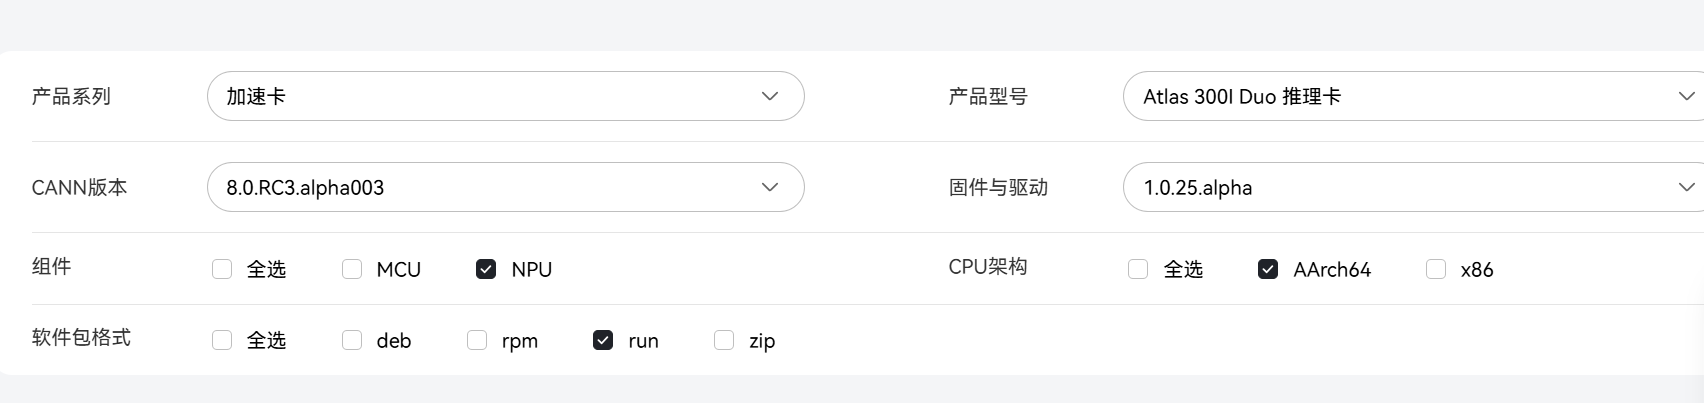 产品系列 加速卡 产品型号 Atlas 300I Duo 推理卡
CANN版本 8.0.RC3.alpha003 固件与驱动 1.0.25.alpha
组件 全选 MCU NPU CPU架构 全选 AArch64 x86
软件包格式 全选 deb rpm run zip